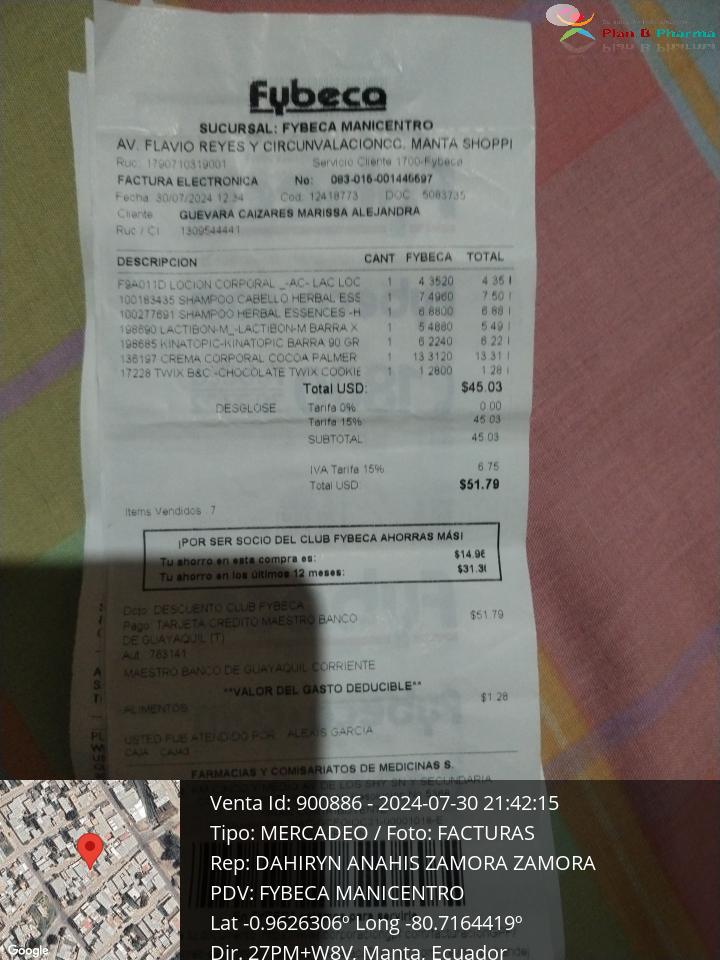 Plan B Pharma
Fybeca
SUCURSAL: FYBECA MANICENTRO
AV. FLAVIO REYES Y CIRCUNVALACIONCC. MANTA SHOPPI
Ruc: 1790710319001 Servicio Cliente 1700-Fybeca
FACTURA ELECTRONICA No: 083-016-001446697
Fecha: 30/07/2024 12:34 Cod: 12418773 DOC: 5083735
Cliente: GUEVARA CAIZARES MARISSA ALEJANDRA
Ruc / CI: 1309544441
DESCRIPCION CANT FYBECA TOTAL
F9A011D LOCION CORPORAL _-AC- LAC LOC 1 4.3520 4.35 I
100183435 SHAMPOO CABELLO HERBAL ESS 1 7.4960 7.50 I
100277691 SHAMPOO HERBAL ESSENCES -H 1 6.8800 6.88 I
198690 LACTIBON-M_-LACTIBON-M BARRA X 1 5.4880 5.49 I
198685 KINATOPIC-KINATOPIC BARRA 90 GR 1 6.2240 6.22 I
136197 CREMA CORPORAL COCOA PALMER 1 13.3120 13.31 I
17228 TWIX B&C -CHOCOLATE TWIX COOKIE 1 1.2800 1.28 I
Total USD: $45.03
DESGLOSE Tarifa 0% 0.00
Tarifa 15% 45.03
SUBTOTAL 45.03
IVA Tarifa 15% 6.75
Total USD: $51.79
Items Vendidos: 7
¡POR SER SOCIO DEL CLUB FYBECA AHORRAS MÁS!
Tu ahorro en esta compra es: $14.96
Tu ahorro en los últimos 12 meses: $31.3
Dcto: DESCUENTO CLUB FYBECA
Pago: TARJETA CREDITO MAESTRO BANCO $51.79
DE GUAYAQUIL (T)
Aut: 783141
MAESTRO BANCO DE GUAYAQUIL CORRIENTE
**VALOR DEL GASTO DEDUCIBLE**
ALIMENTOS $1.28
USTED FUE ATENDIDO POR: ALEXIS GARCIA
CAJA: CAJA3
FARMACIAS Y COMISARIATOS DE MEDICINAS S.
Venta Id: 900886 - 2024-07-30 21:42:15
Tipo: MERCADEO / Foto: FACTURAS
Rep: DAHIRYN ANAHIS ZAMORA ZAMORA
PDV: FYBECA MANICENTRO
Lat -0.9626306º Long -80.7164419º
Dir. 27PM+W8V, Manta, Ecuador
Google